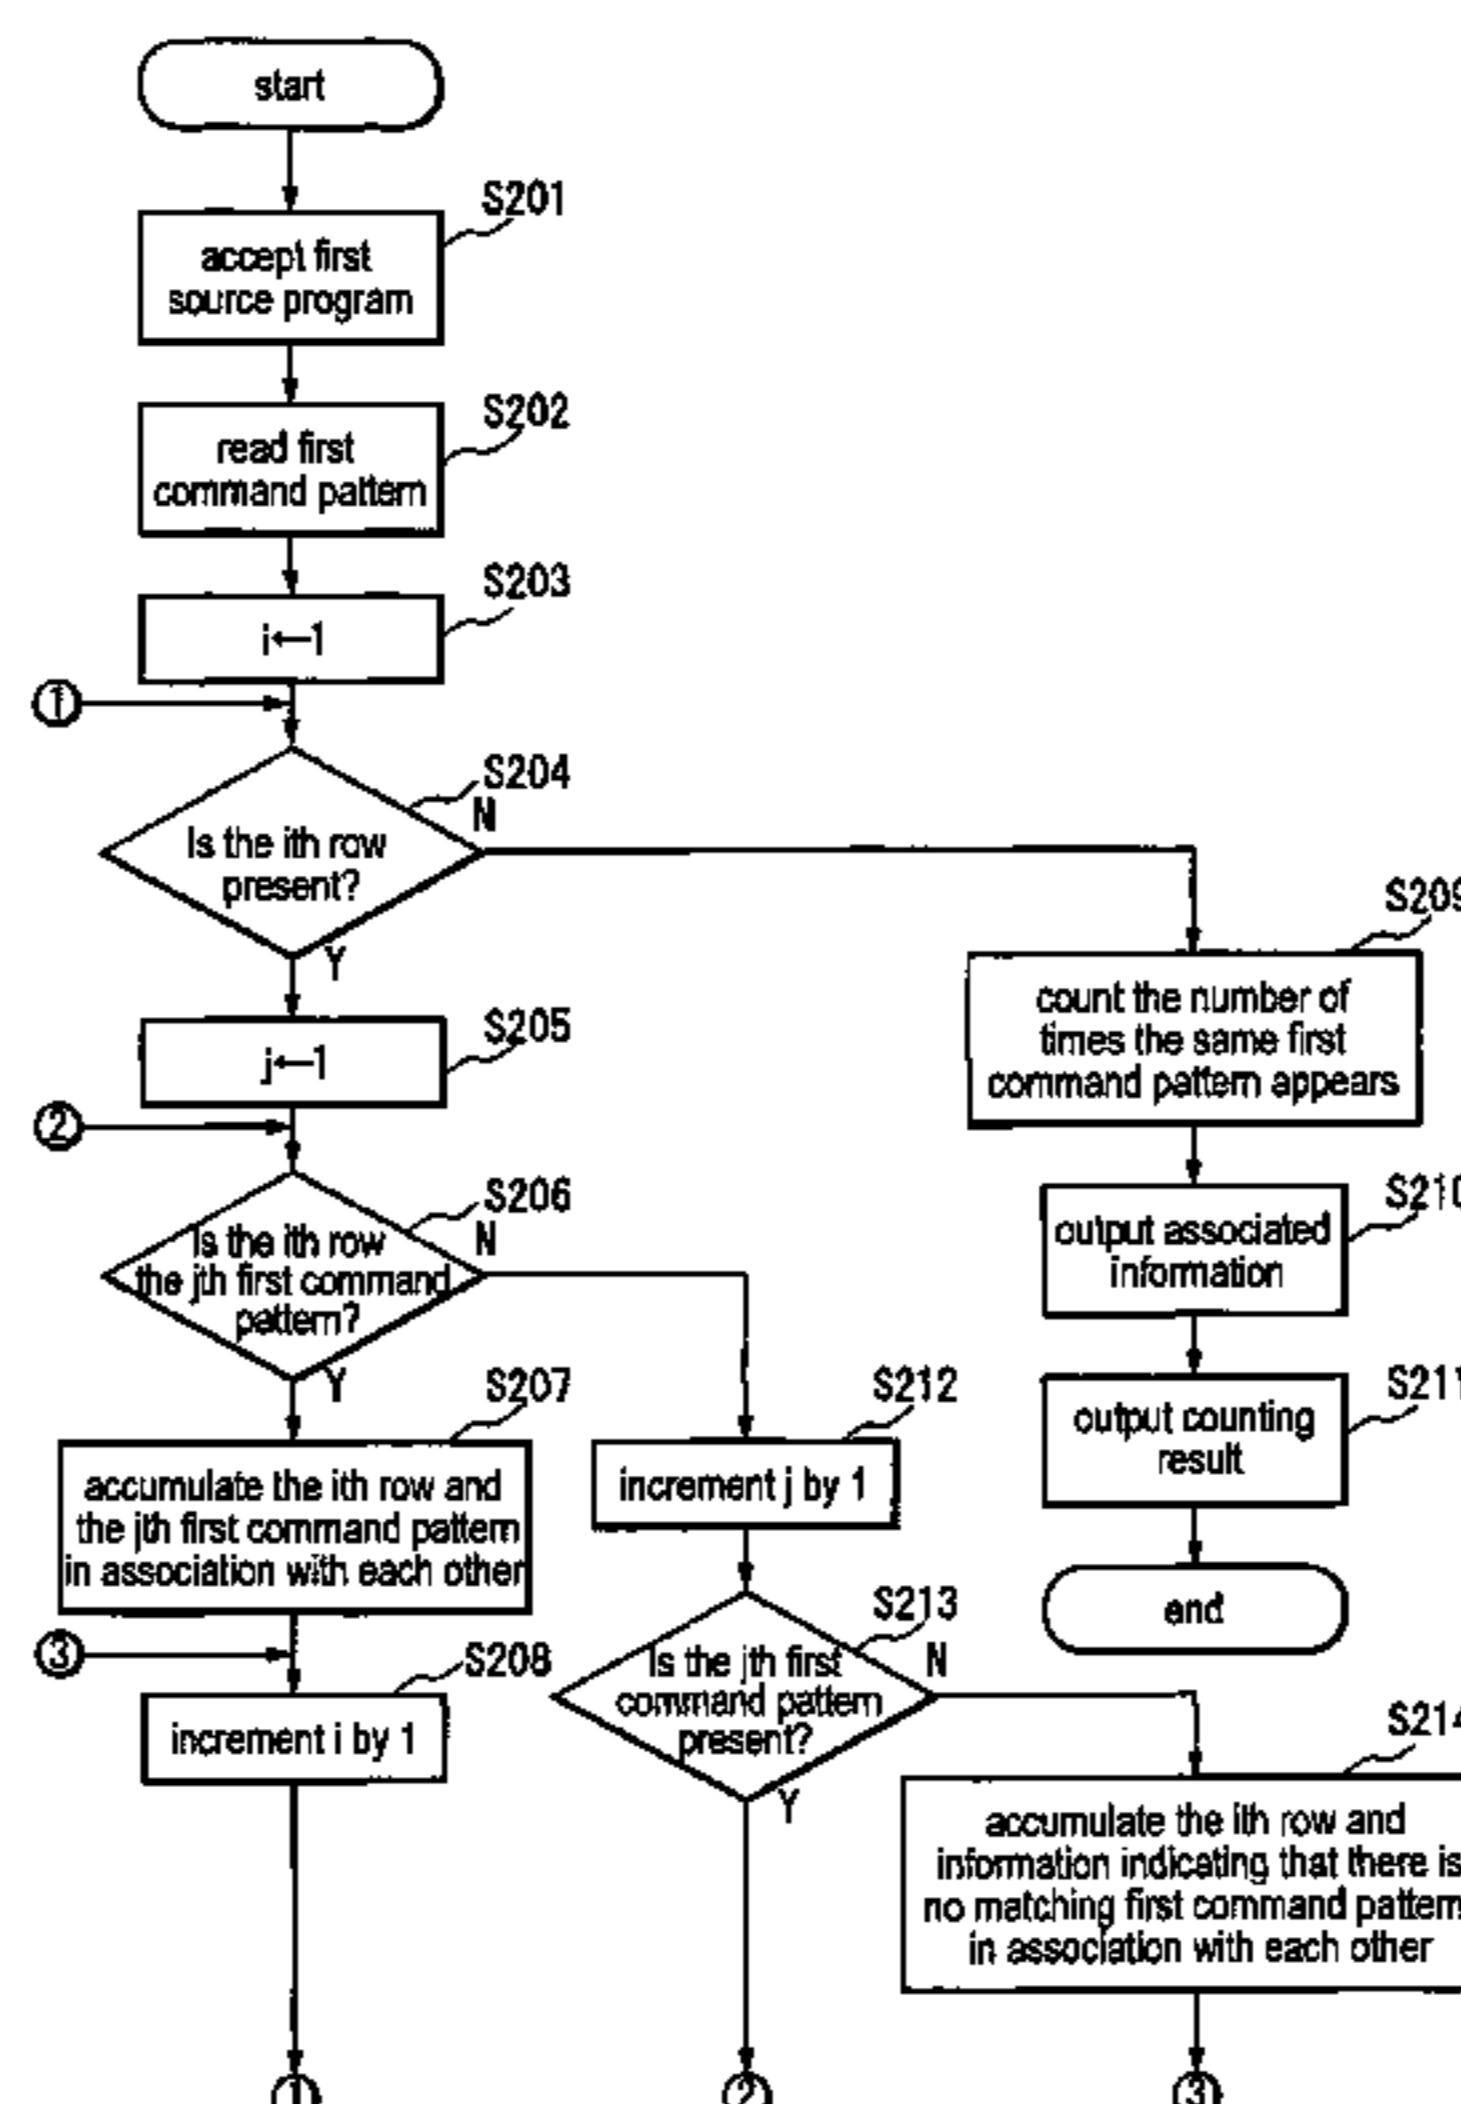 start
S201
accept first
source program
S202
read first
command pattern
S203
i←1
①
S204
N
Is the ith row
present?
Y
S205
j←1
②
S206
N
Is the ith row
the jth first command
pattern?
Y
S207
accumulate the ith row and
the jth first command pattern
in association with each other
③
S208
increment i by 1
①
S212
increment j by 1
S213
N
Is the jth first
command pattern
present?
Y
②
S209
count the number of
times the same first
command pattern appears
S210
output associated
information
S211
output counting
result
end
S214
accumulate the ith row and
information indicating that there is
no matching first command pattern
in association with each other
③